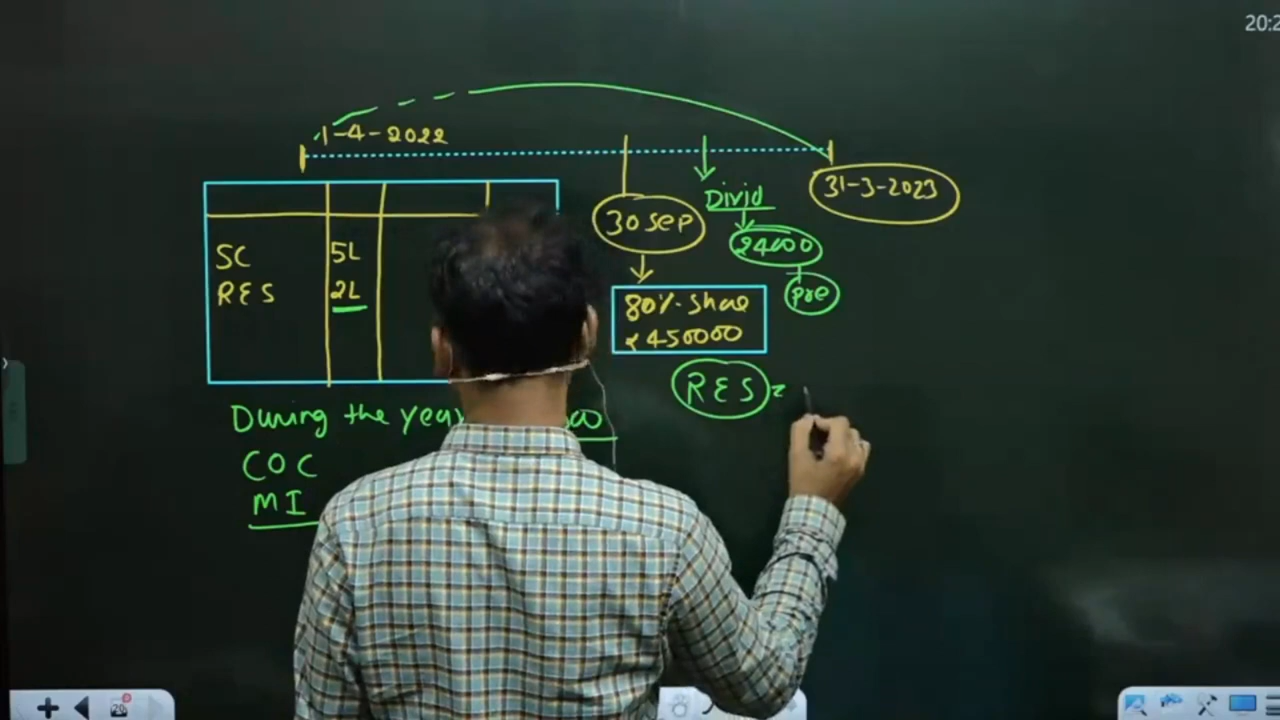 20:2
1-4-2022
31-3-2023
30 sep
Divid
24000
pre
SC 5L
RES 2L
80% share
₹450000
RES =
During the year
COC
MI